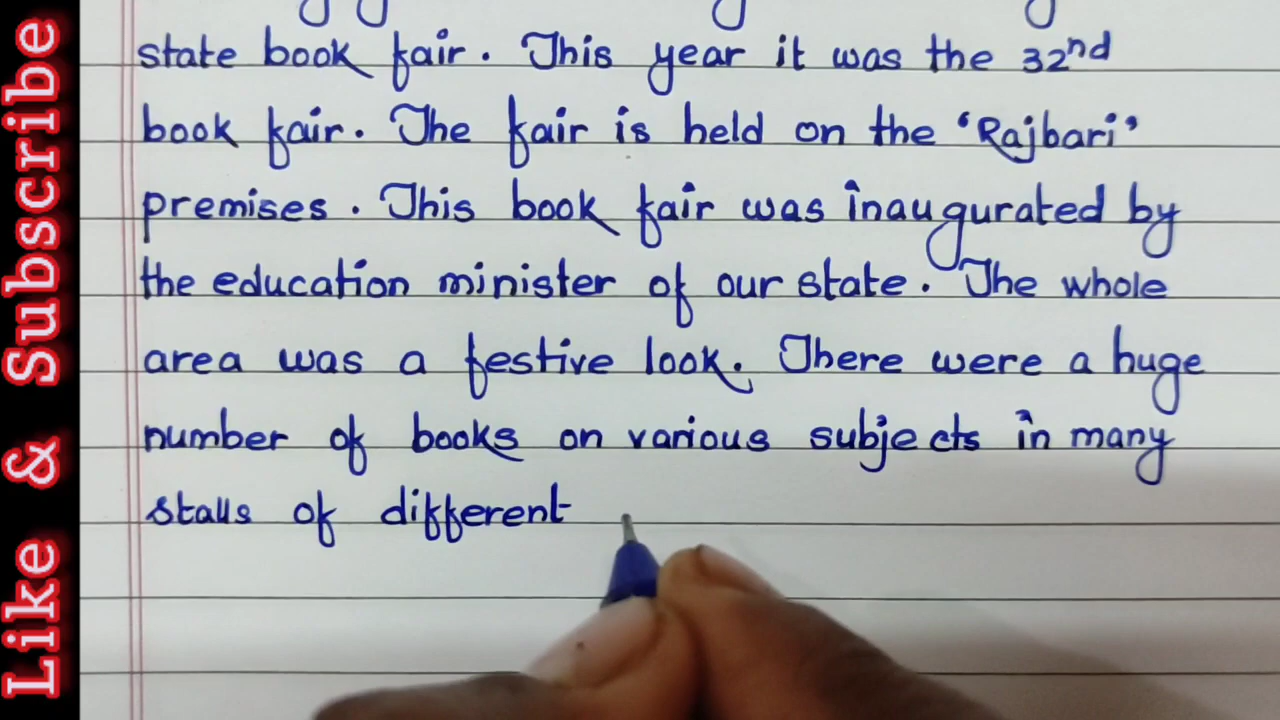 Like & Subscribe
state book fair. This year it was the 32nd
book fair. The fair is held on the ‘Rajbari’
premises. This book fair was inaugurated by
the education minister of our state. The whole
area was a festive look. There were a huge
number of books on various subjects in many
stalls of different